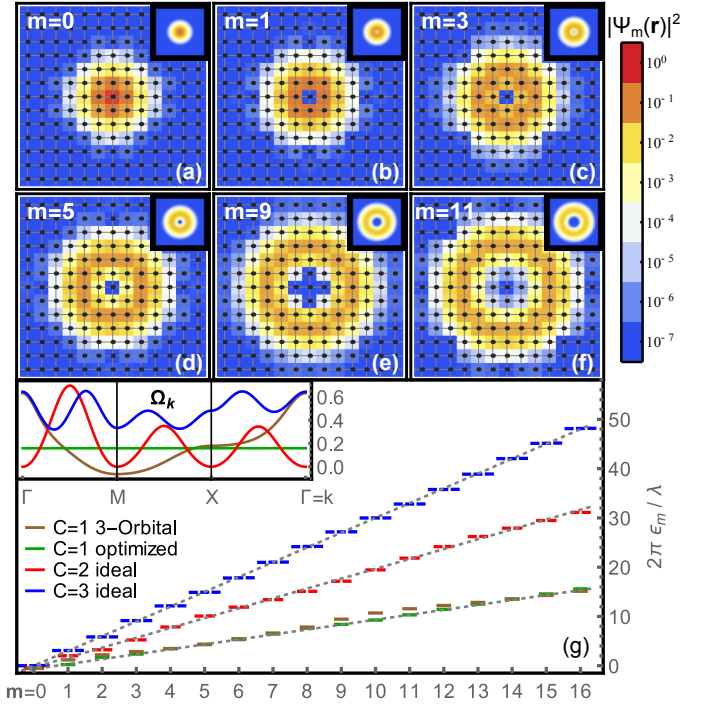 m=0
m=1
m=3
|Ψm(r)|²
(a)
(b)
(c)
10⁰
10⁻¹
10⁻²
10⁻³
10⁻⁴
10⁻⁵
10⁻⁶
10⁻⁷
m=5
m=9
m=11
(d)
(e)
(f)
Ωk
0.6
0.4
0.2
0.0
Γ M X Γ=k
C=1 3-Orbital
C=1 optimized
C=2 ideal
C=3 ideal
50
40
30
20
10
0
2π ϵm / λ
(g)
m=0 1 2 3 4 5 6 7 8 9 10 11 12 13 14 15 16